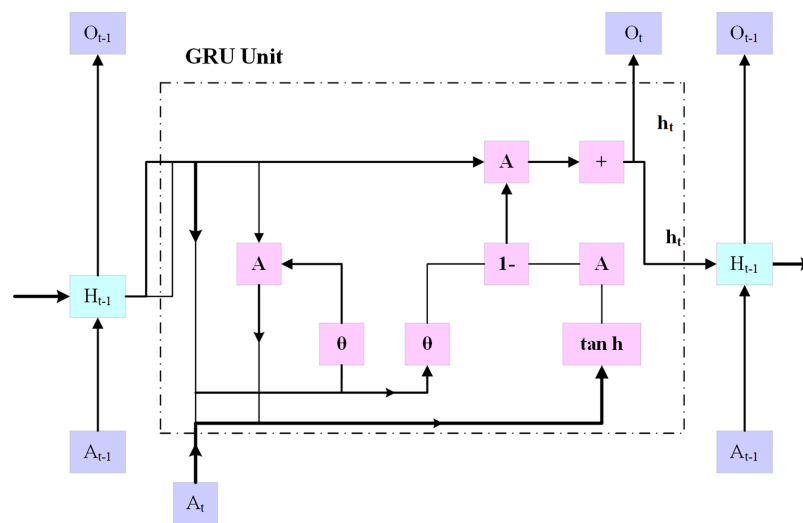 Oₜ₋₁
Oₜ
Oₜ₋₁
GRU Unit
hₜ
A
+
hₜ
Hₜ₋₁
A
1-
A
Hₜ₋₁
θ
θ
tan h
Aₜ₋₁
Aₜ₋₁
Aₜ